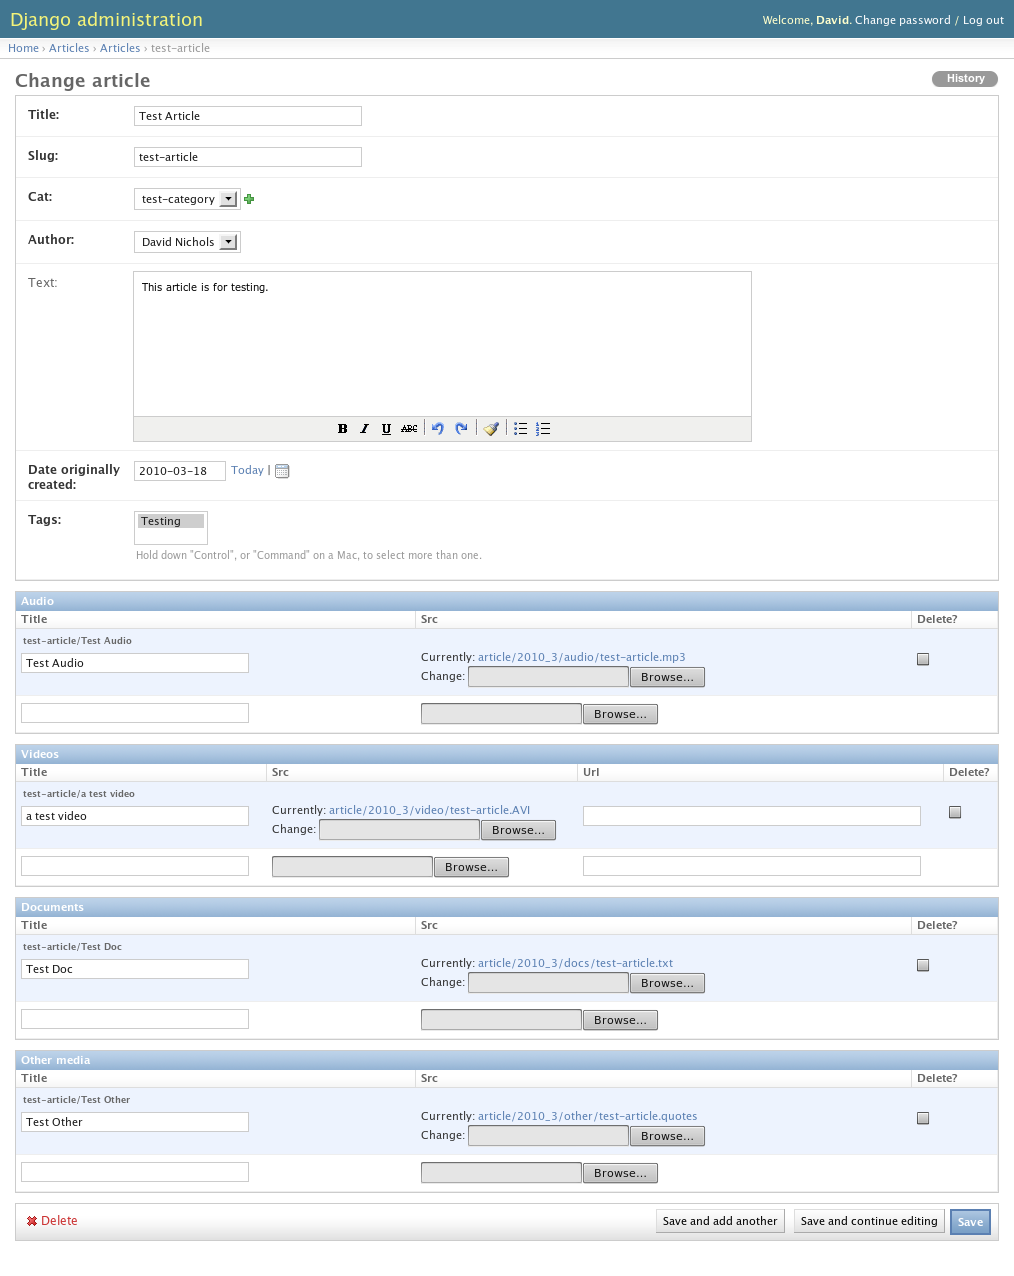 Django administration
Welcome, David. Change password / Log out
Home › Articles › Articles › test-article
Change article
History
Title: Test Article
Slug: test-article
Cat: test-category
Author: David Nichols
Text: This article is for testing.
B I U ABC
Date originally created: 2010-03-18 Today |
Tags: Testing
Hold down "Control", or "Command" on a Mac, to select more than one.
Audio
Title Src Delete?
test-article/Test Audio
Test Audio
Currently: article/2010_3/audio/test-article.mp3
Change: Browse...
Browse...
Videos
Title Src Url Delete?
test-article/a test video
a test video
Currently: article/2010_3/video/test-article.AVI
Change: Browse...
Browse...
Documents
Title Src Delete?
test-article/Test Doc
Test Doc
Currently: article/2010_3/docs/test-article.txt
Change: Browse...
Browse...
Other media
Title Src Delete?
test-article/Test Other
Test Other
Currently: article/2010_3/other/test-article.quotes
Change: Browse...
Browse...
Delete
Save and add another Save and continue editing Save